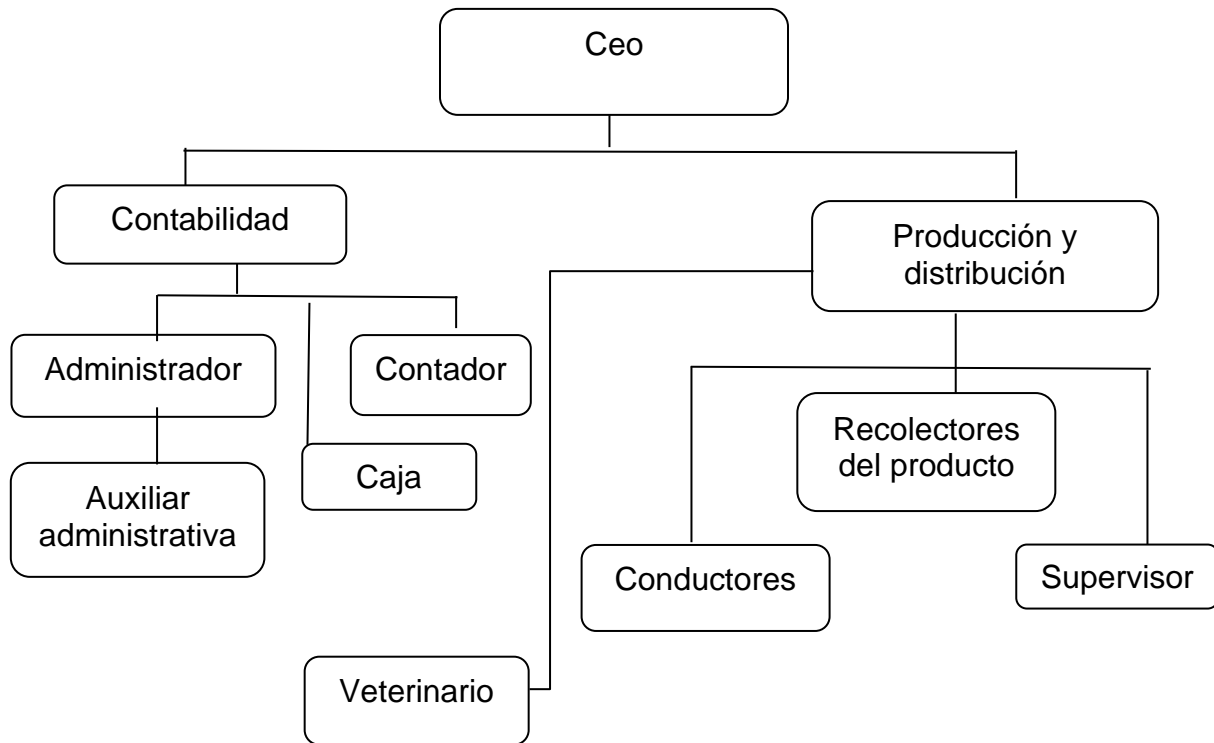 Ceo
Contabilidad
Producción y
distribución
Administrador
Contador
Recolectores
del producto
Caja
Auxiliar
administrativa
Conductores
Supervisor
Veterinario